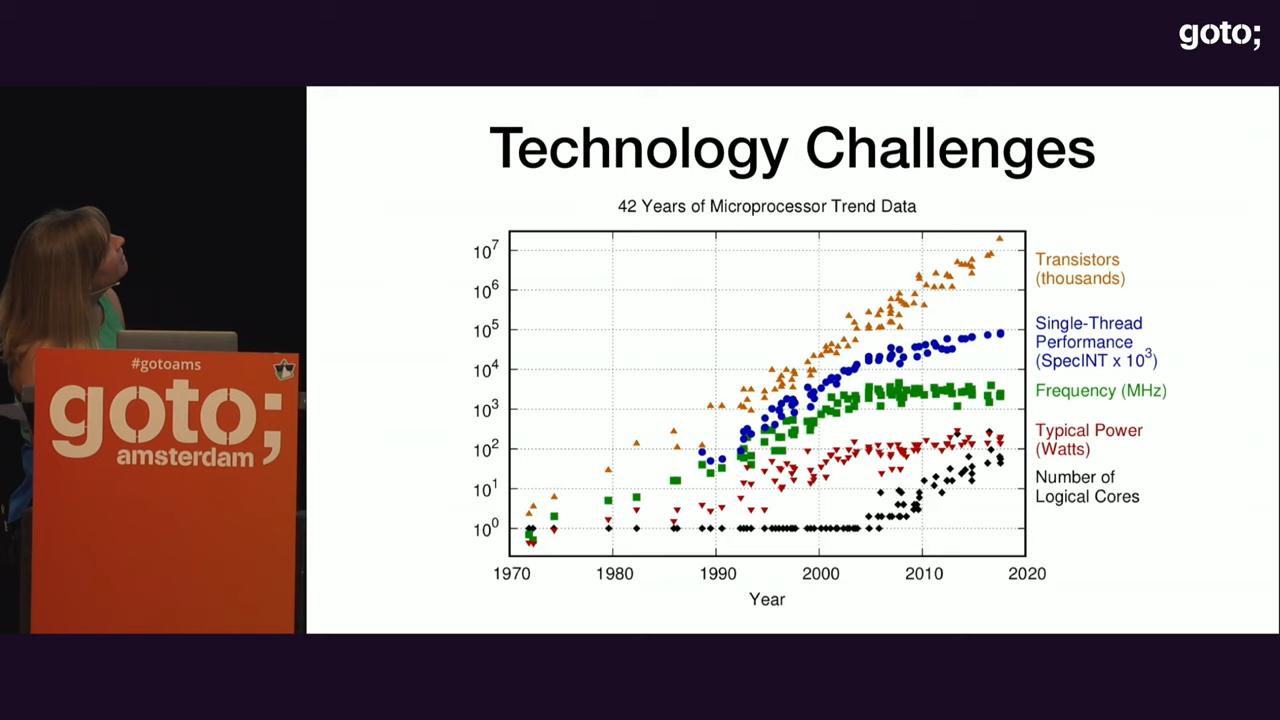 goto;
Technology Challenges
42 Years of Microprocessor Trend Data
10^7
10^6
10^5
10^4
10^3
10^2
10^1
10^0
1970 1980 1990 2000 2010 2020
Year
Transistors
(thousands)
Single-Thread
Performance
(SpecINT x 10^3)
Frequency (MHz)
Typical Power
(Watts)
Number of
Logical Cores
#gotoams
goto;
amsterdam